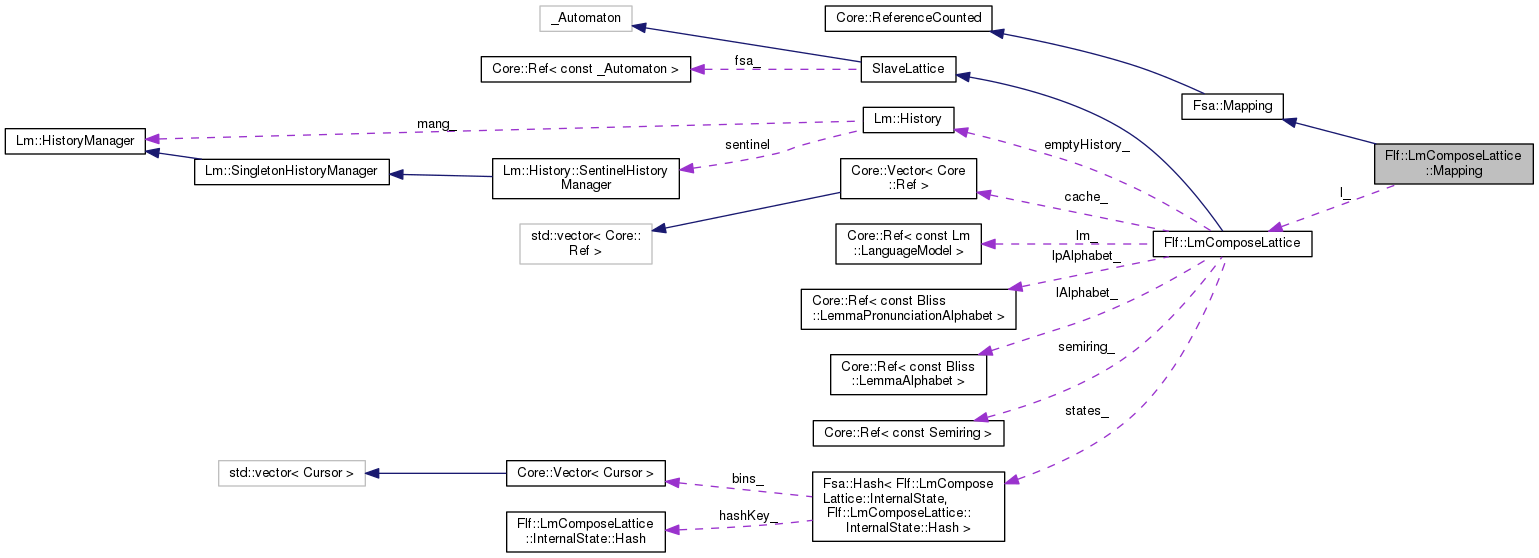 _Automaton
Core::ReferenceCounted
Core::Ref< const _Automaton >
fsa_
SlaveLattice
Fsa::Mapping
Lm::HistoryManager
mang_
Lm::History
Flf::LmComposeLattice
::Mapping
Lm::SingletonHistoryManager
sentinel
Lm::History::SentinelHistory
Manager
emptyHistory_
Core::Vector< Core
::Ref >
cache_
l_
std::vector< Core::
Ref >
Core::Ref< const Lm
::LanguageModel >
lm_
Flf::LmComposeLattice
lpAlphabet_
Core::Ref< const Bliss
::LemmaPronunciationAlphabet >
lAlphabet_
Core::Ref< const Bliss
::LemmaAlphabet >
semiring_
Core::Ref< const Semiring >
states_
std::vector< Cursor >
Core::Vector< Cursor >
bins_
Fsa::Hash< Flf::LmCompose
Lattice::InternalState,
Flf::LmComposeLattice::
InternalState::Hash >
hashKey_
Flf::LmComposeLattice
::InternalState::Hash